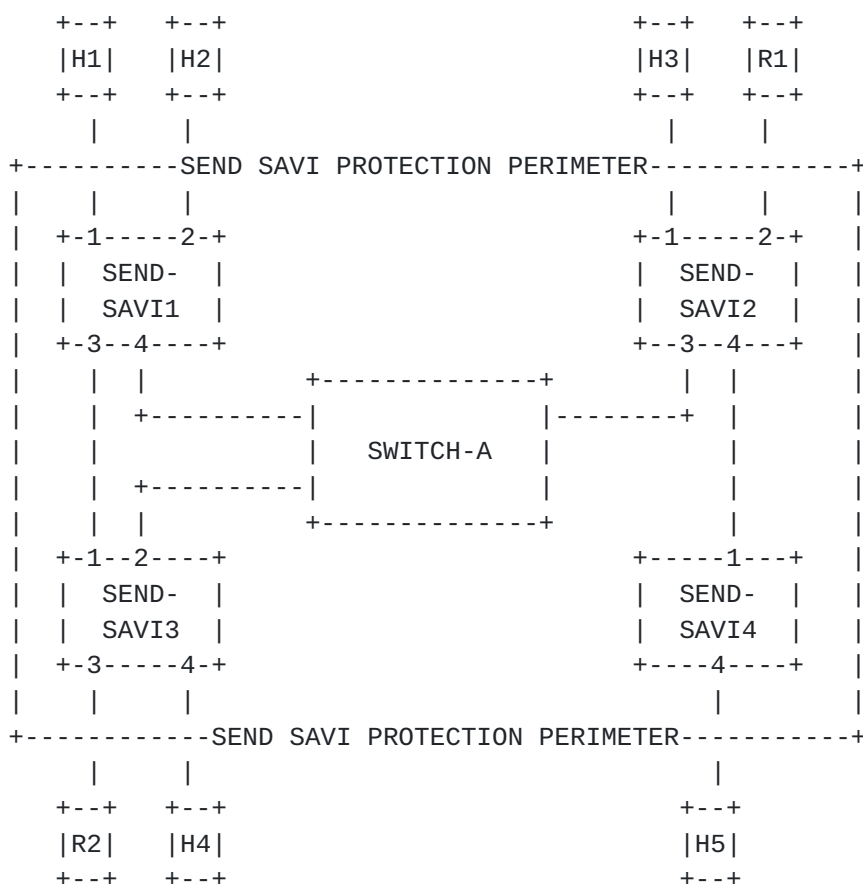 +--+   +--+                                  +--+   +--+
|H1|   |H2|                                  |H3|   |R1|
+--+   +--+                                  +--+   +--+
|     |                                        |     |
+----------SEND SAVI PROTECTION PERIMETER-------------+
|    |     |                                        |     |     |
|  +-1-----2-+                                  +-1-----2-+   |
|  |  SEND-  |                                  |  SEND-  |   |
|  |  SAVI1  |                                  |  SAVI2  |   |
|  +-3--4----+                                  +--3--4---+   |
|    |  |          +--------------+                |  |       |
|    |  +----------|              |--------+  |       |
|    |             |   SWITCH-A   |           |       |
|    |  +----------|              |           |       |
|    |  |          +--------------+           |       |
|  +-1--2----+                          +-----1---+   |
|  |  SEND-  |                          |  SEND-  |   |
|  |  SAVI3  |                          |  SAVI4  |   |
|  +-3-----4-+                          +----4----+   |
|    |     |                                 |        |
+------------SEND SAVI PROTECTION PERIMETER-----------+
|     |                                 |
+--+   +--+                              +--+
|R2|   |H4|                              |H5|
+--+   +--+                              +--+